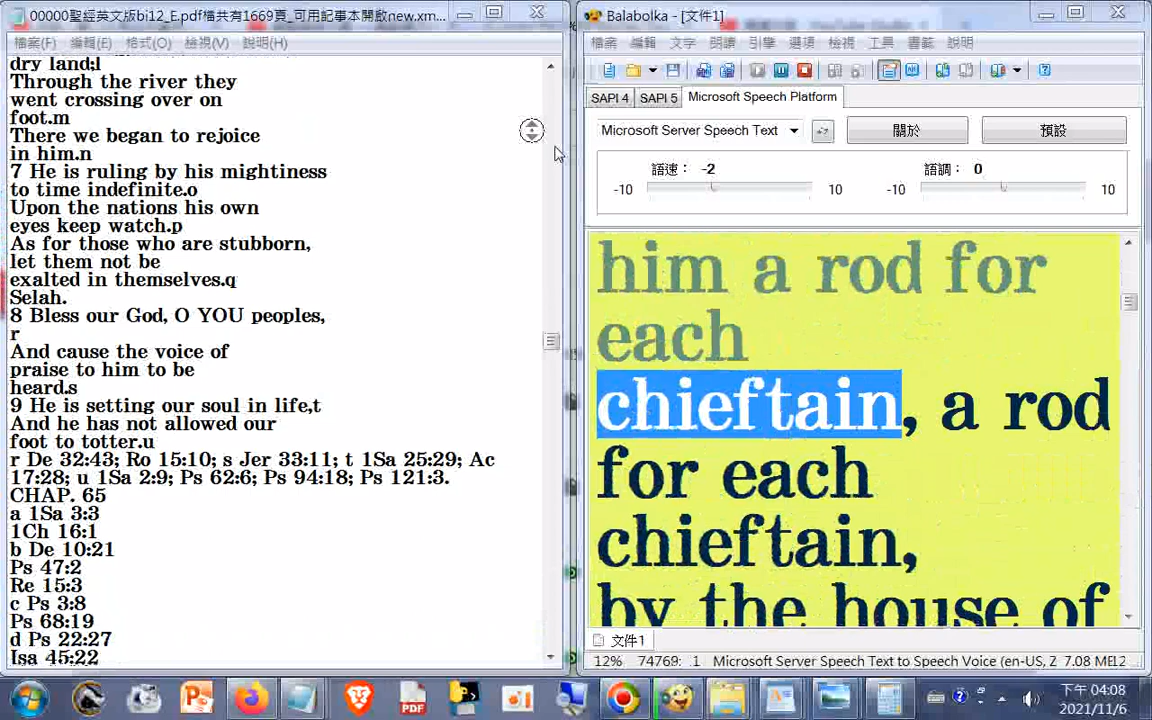 00000聖經英文版bi12_E.pdf檔共有1669頁_可用記事本開啟new.xm...
檔案(F) 編輯(E) 格式(O) 檢視(V) 說明(H)
dry land;l
Through the river they
went crossing over on
foot.m
There we began to rejoice
in him.n
7 He is ruling by his mightiness
to time indefinite.o
Upon the nations his own
eyes keep watch.p
As for those who are stubborn,
let them not be
exalted in themselves.q
Selah.
8 Bless our God, O YOU peoples,
r
And cause the voice of
praise to him to be
heard.s
9 He is setting our soul in life,t
And he has not allowed our
foot to totter.u
r De 32:43; Ro 15:10; s Jer 33:11; t 1Sa 25:29; Ac
17:28; u 1Sa 2:9; Ps 62:6; Ps 94:18; Ps 121:3.
CHAP. 65
a 1Sa 3:3
1Ch 16:1
b De 10:21
Ps 47:2
Re 15:3
c Ps 3:8
Ps 68:19
d Ps 22:27
Isa 45:22
Balabolka - [文件1]
檔案 編輯 文字 朗讀 引擎 選項 檢視 工具 書籤 說明
SAPI 4 SAPI 5 Microsoft Speech Platform
Microsoft Server Speech Text 關於 預設
語速： -2 語調： 0
-10 10 -10 10
him a rod for
each
chieftain, a rod
for each
chieftain,
by the house of
文件1
12% 74769: 1 Microsoft Server Speech Text to Speech Voice (en-US, Z 7.08 ME12
PDF
下午 04:08
2021/11/6